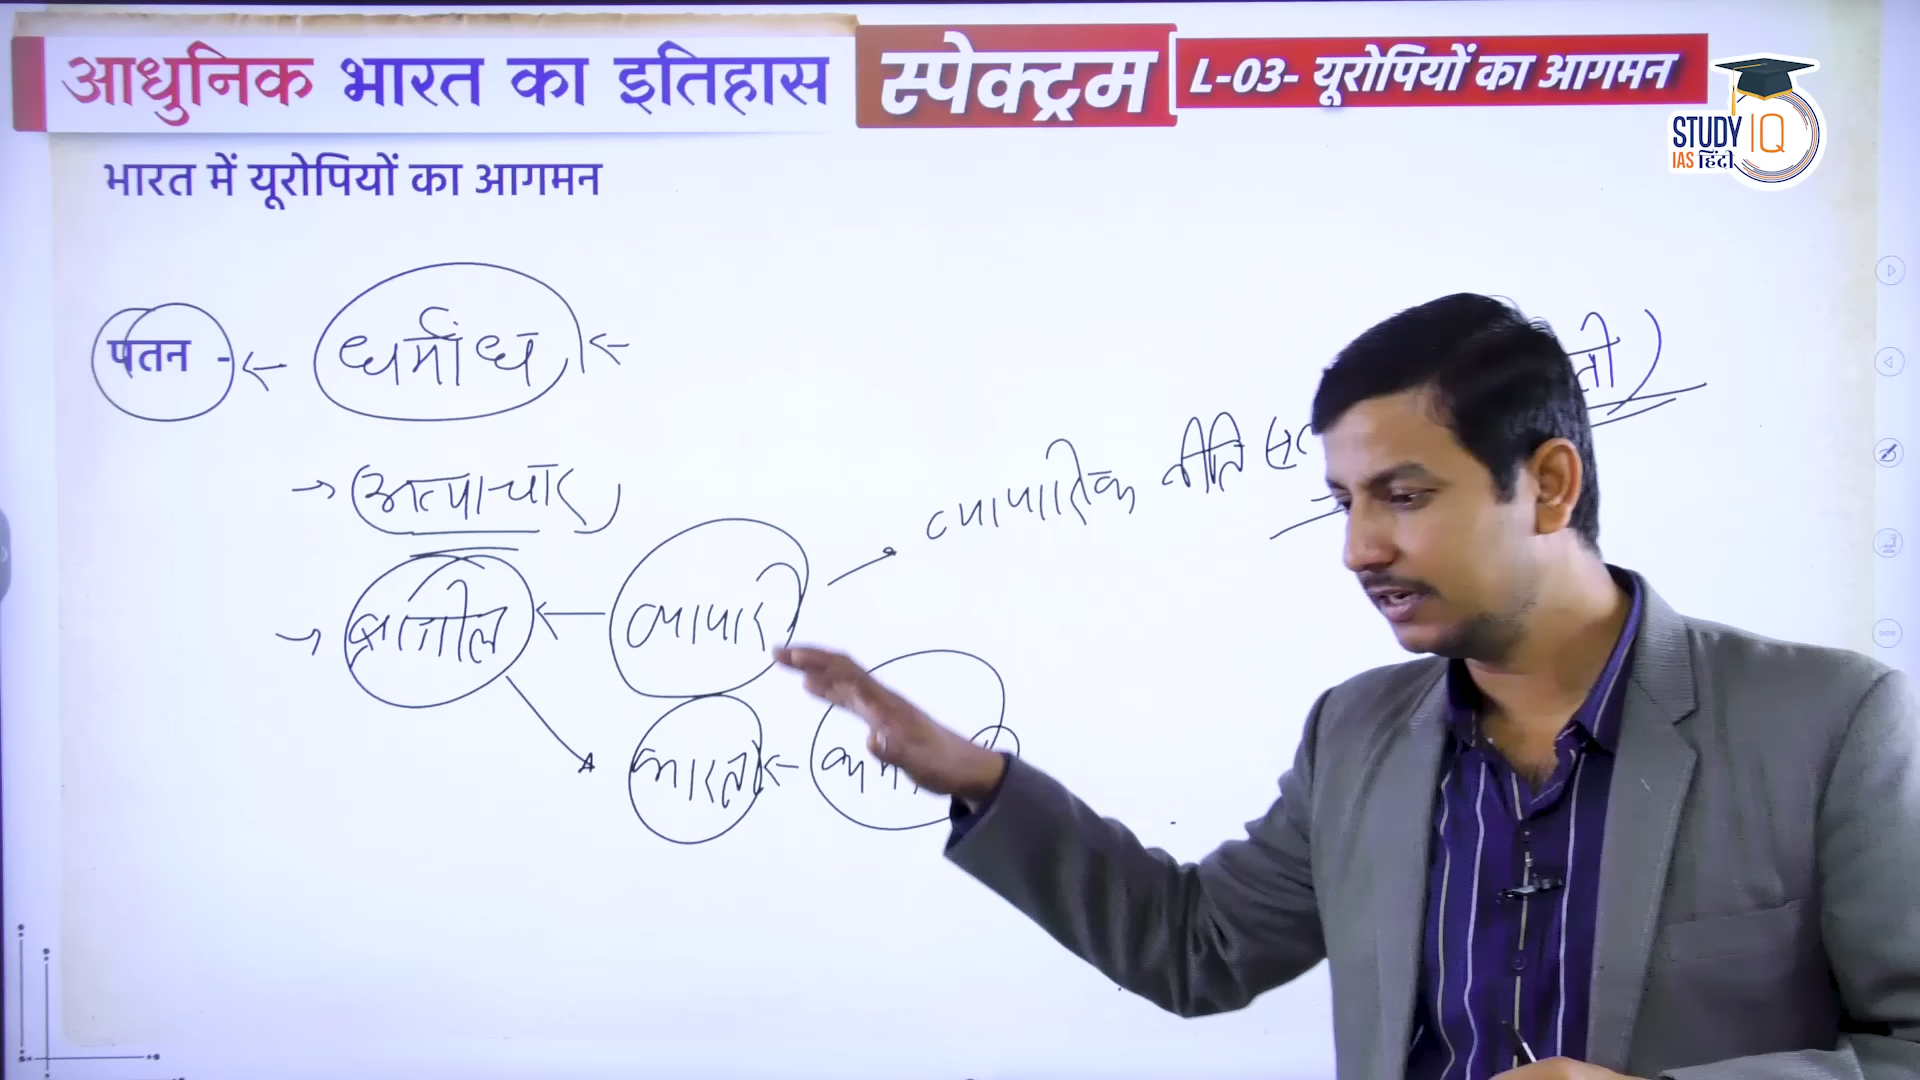 आधुनिक भारत का इतिहास स्पेक्ट्रम L-03- यूरोपियों का आगमन
STUDY IQ
IAS हिंदी
भारत में यूरोपियों का आगमन
पतन - धर्मांध
अत्याचार
व्यापारिक नीति
ब्राजील व्यापार
भारत